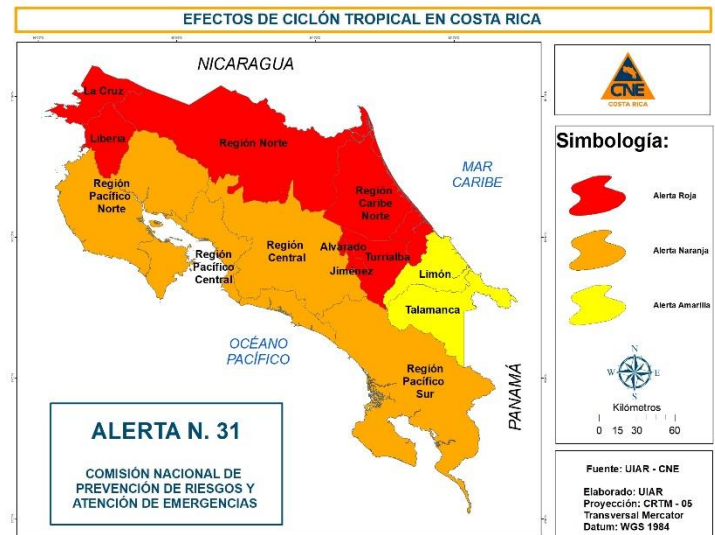 EFECTOS DE CICLÓN TROPICAL EN COSTA RICA
NICARAGUA
La Cruz
Liberia
Región Norte
MAR
CARIBE
Región
Pacífico
Norte
Región
Caribe
Norte
Región
Pacífico
Central
Región
Central
Alvarado
Turrialba
Jiménez
Limón
Talamanca
OCÉANO
PACÍFICO
Región
Pacífico
Sur
PANAMÁ
ALERTA N. 31
COMISIÓN NACIONAL DE
PREVENCIÓN DE RIESGOS Y
ATENCIÓN DE EMERGENCIAS
CNE
COSTA RICA
Simbología:
Alerta Roja
Alerta Naranja
Alerta Amarilla
N
W E
S
Kilómetros
0 15 30 60
Fuente: UIAR - CNE
Elaborado: UIAR
Proyección: CRTM - 05
Transversal Mercator
Datum: WGS 1984